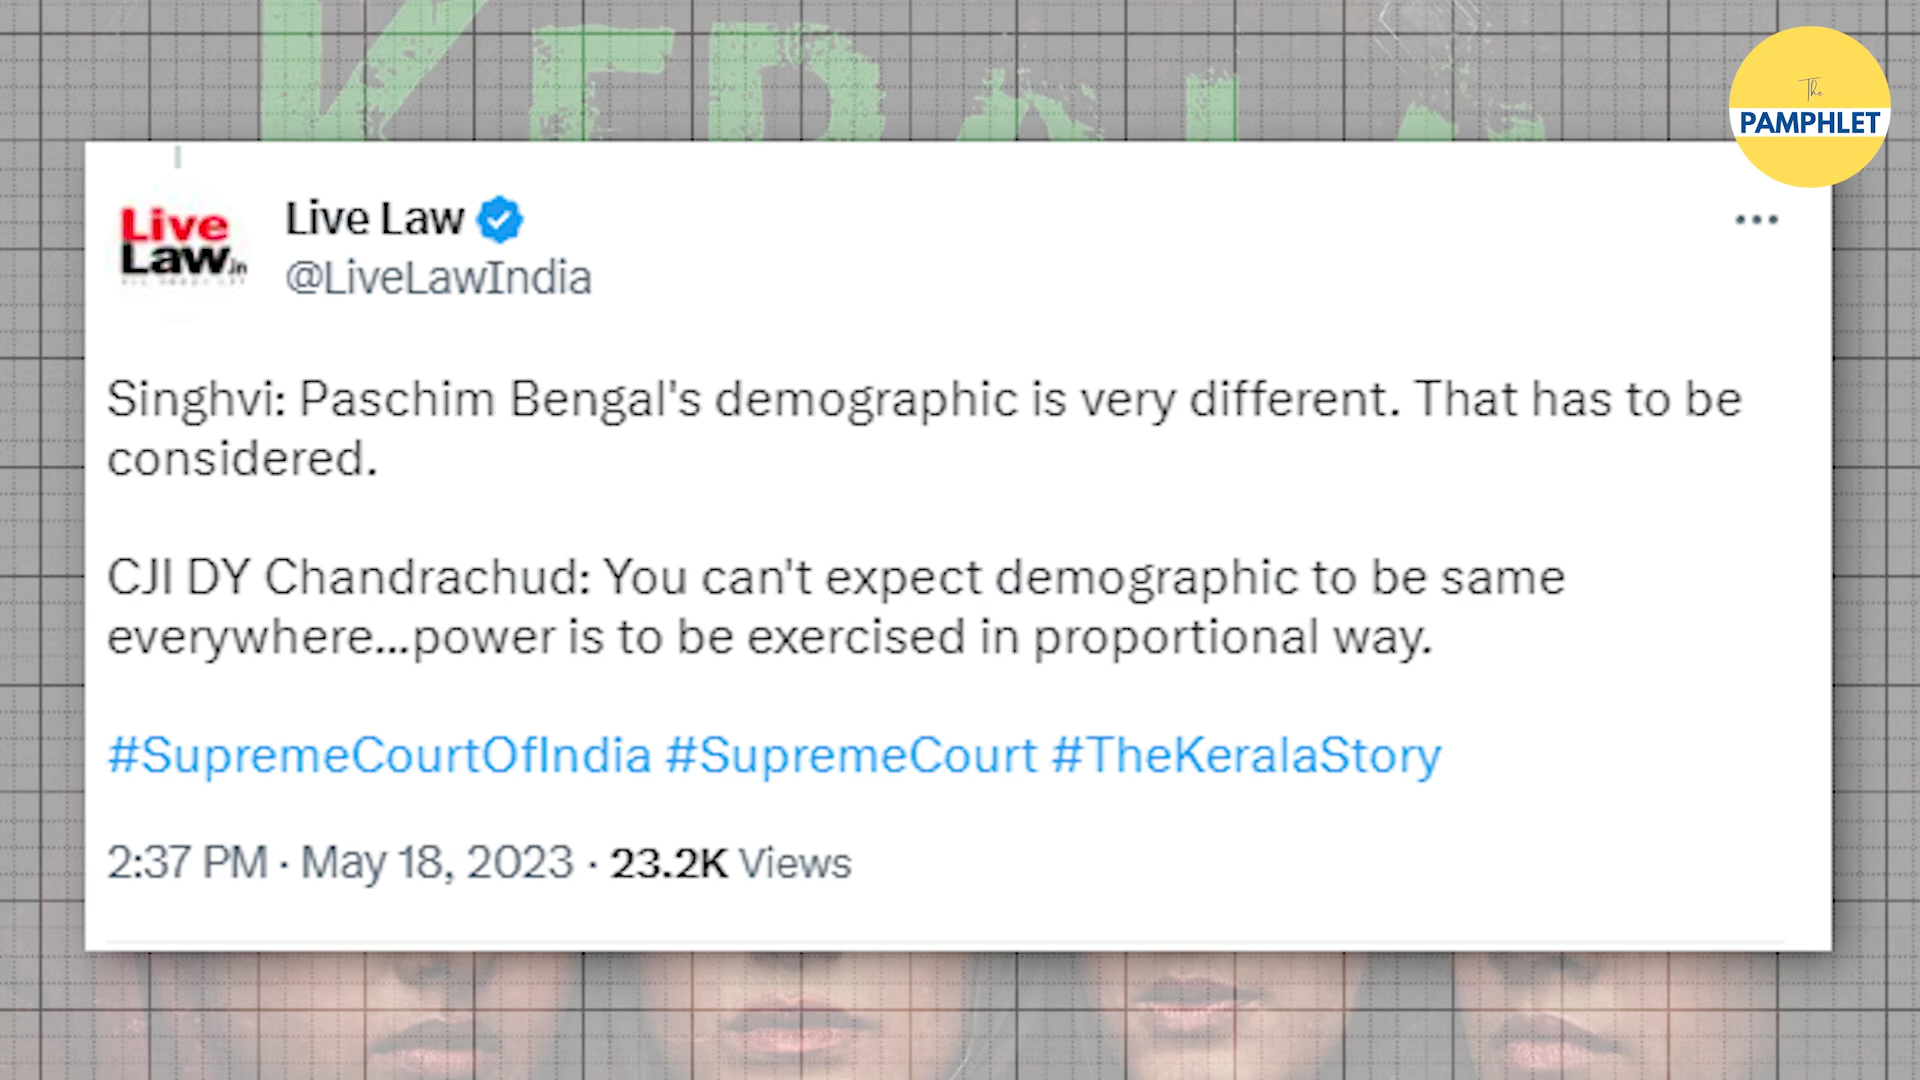 KERALA
The
PAMPHLET
Live
Law.in
Live Law
@LiveLawIndia
Singhvi: Paschim Bengal's demographic is very different. That has to be
considered.
CJI DY Chandrachud: You can't expect demographic to be same
everywhere...power is to be exercised in proportional way.
#SupremeCourtOfIndia #SupremeCourt #TheKeralaStory
2:37 PM · May 18, 2023 · 23.2K Views